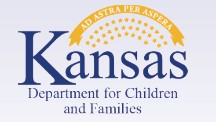 AD ASTRA PER ASPERA
Kansas
Department for Children
and Families